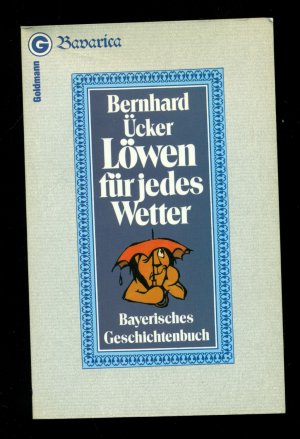 Goldmann
G Bavarica
Bernhard
Ücker
Löwen
für jedes
Wetter
Bayerisches
Geschichtenbuch